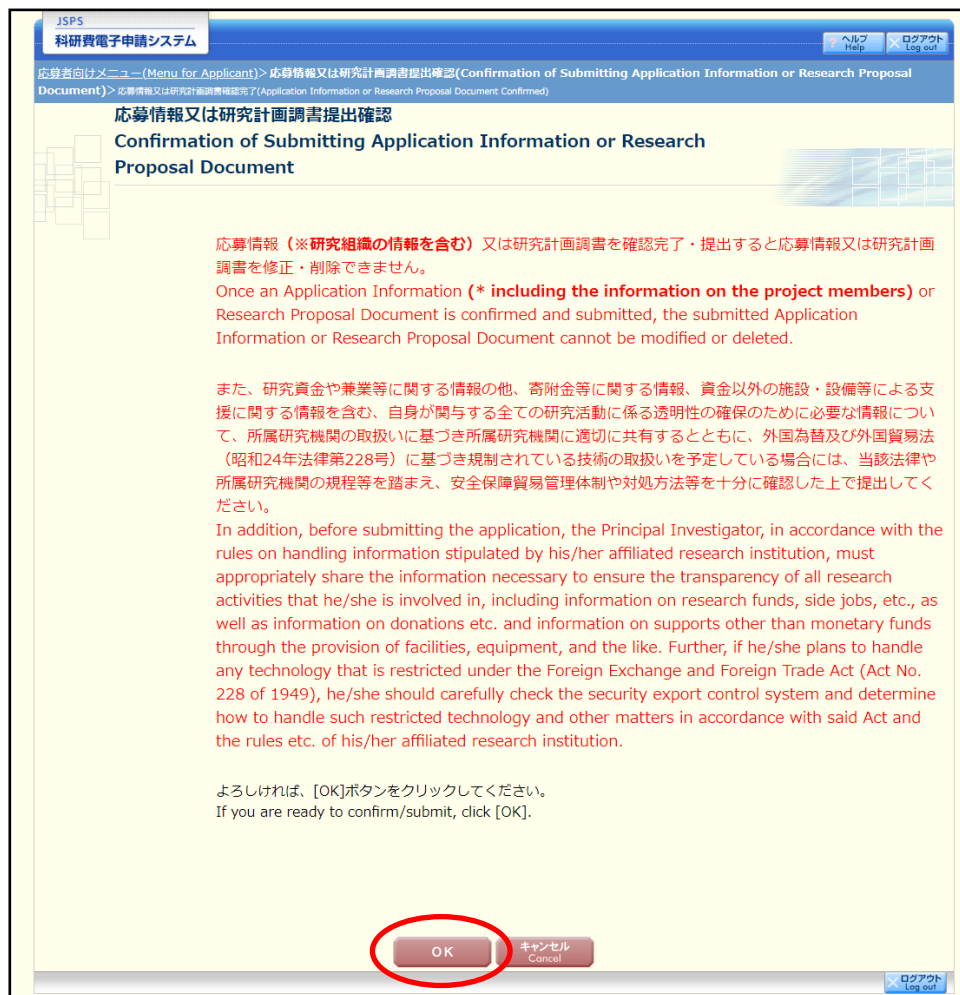 JSPS
科研費電子申請システム
? ヘルプ
Help
× ログアウト
Log out
応募者向けメニュー(Menu for Applicant)> 応募情報又は研究計画調書提出確認(Confirmation of Submitting Application Information or Research Proposal
Document)> 応募情報又は研究計画調書確認完了(Application Information or Research Proposal Document Confirmed)
応募情報又は研究計画調書提出確認
Confirmation of Submitting Application Information or Research
Proposal Document
応募情報（※研究組織の情報を含む）又は研究計画調書を確認完了・提出すると応募情報又は研究計画
調書を修正・削除できません。
Once an Application Information (* including the information on the project members) or
Research Proposal Document is confirmed and submitted, the submitted Application
Information or Research Proposal Document cannot be modified or deleted.
また、研究資金や兼業等に関する情報の他、寄附金等に関する情報、資金以外の施設・設備等による支
援に関する情報を含む、自身が関与する全ての研究活動に係る透明性の確保のために必要な情報につい
て、所属研究機関の取扱いに基づき所属研究機関に適切に共有するとともに、外国為替及び外国貿易法
（昭和24年法律第228号）に基づき規制されている技術の取扱いを予定している場合には、当該法律や
所属研究機関の規程等を踏まえ、安全保障貿易管理体制や対処方法等を十分に確認した上で提出してく
ださい。
In addition, before submitting the application, the Principal Investigator, in accordance with the
rules on handling information stipulated by his/her affiliated research institution, must
appropriately share the information necessary to ensure the transparency of all research
activities that he/she is involved in, including information on research funds, side jobs, etc., as
well as information on donations etc. and information on supports other than monetary funds
through the provision of facilities, equipment, and the like. Further, if he/she plans to handle
any technology that is restricted under the Foreign Exchange and Foreign Trade Act (Act No.
228 of 1949), he/she should carefully check the security export control system and determine
how to handle such restricted technology and other matters in accordance with said Act and
the rules etc. of his/her affiliated research institution.
よろしければ、[OK]ボタンをクリックしてください。
If you are ready to confirm/submit, click [OK].
OK
キャンセル
Cancel
× ログアウト
Log out